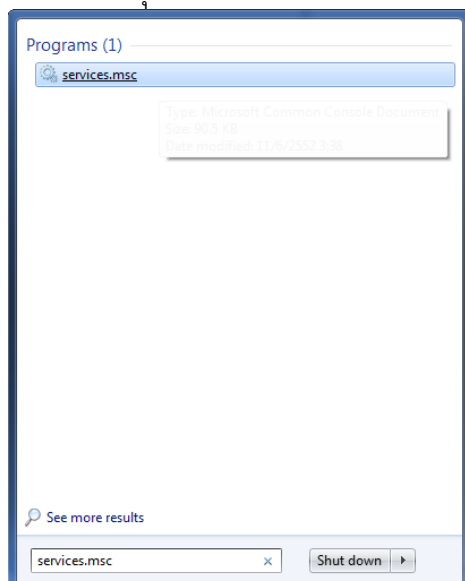 Programs (1)
services.msc
Type: Microsoft Common Console Document
Size: 90.5 KB
Date modified: 11/6/2552 3:38
See more results
services.msc
Shut down